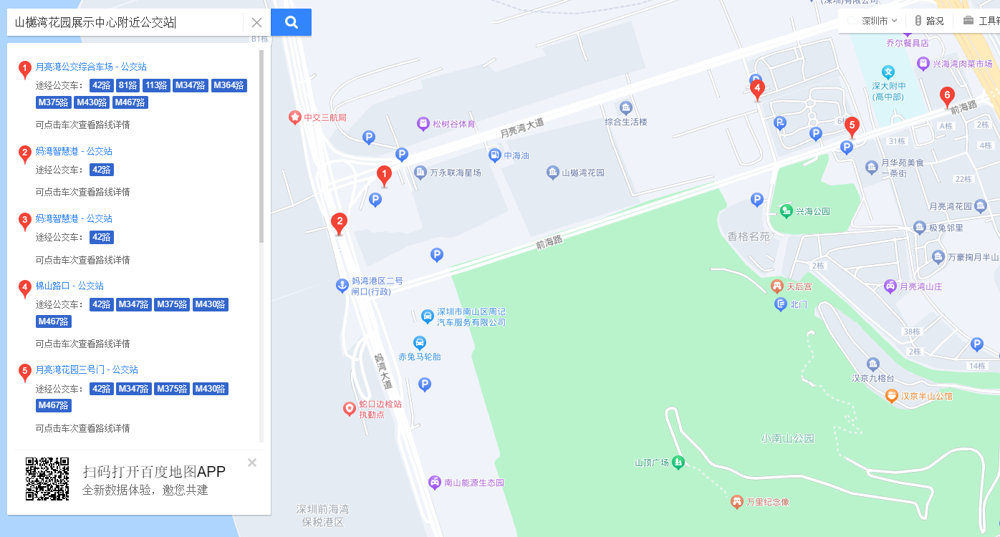 山樾湾花园展示中心附近公交站
1
月亮湾公交综合车场 - 公交站
途经公交车： 42路 81路 113路 M347路 M364路
M375路 M430路 M467路
可点击车次查看路线详情
2
妈湾智慧港 - 公交站
途经公交车： 42路
可点击车次查看路线详情
3
妈湾智慧港 - 公交站
途经公交车： 42路
可点击车次查看路线详情
4
棉山路口 - 公交站
途经公交车： 42路 M347路 M375路 M430路
M467路
可点击车次查看路线详情
5
月亮湾花园三号门 - 公交站
途经公交车： 42路 M347路 M375路 M430路
M467路
可点击车次查看路线详情
扫码打开百度地图APP
全新数据体验，邀您共建
B1栋
(深圳)有限公司
深圳市
路况
工具箱
乔尔餐具店
兴海湾肉菜市场
深大附中
(高中部)
P
4
6
前海路
中交三航局
松树谷体育
月亮湾大道
综合生活楼
P
P
5
6栋
A栋
2栋
P
P
中海油
P
31栋
4栋
1
万永联海星场
山樾湾花园
月华苑美食
一条街
22栋
P
P
兴海公园
月亮湾花园
2
前海路
香格名苑
极兔邻里
P
万豪掬月半山
2栋
妈湾港区二号
闸口(行政)
天后宫
月亮湾山庄
北门
深圳市南山区周记
汽车服务有限公司
38栋
赤兔马轮胎
2栋
P
妈湾大道
14栋
汉京九榕台
P
汉京半山公馆
蛇口边检站
执勤点
小南山公园
山顶广场
南山能源生态园
万里纪念像
深圳前海湾
保税港区